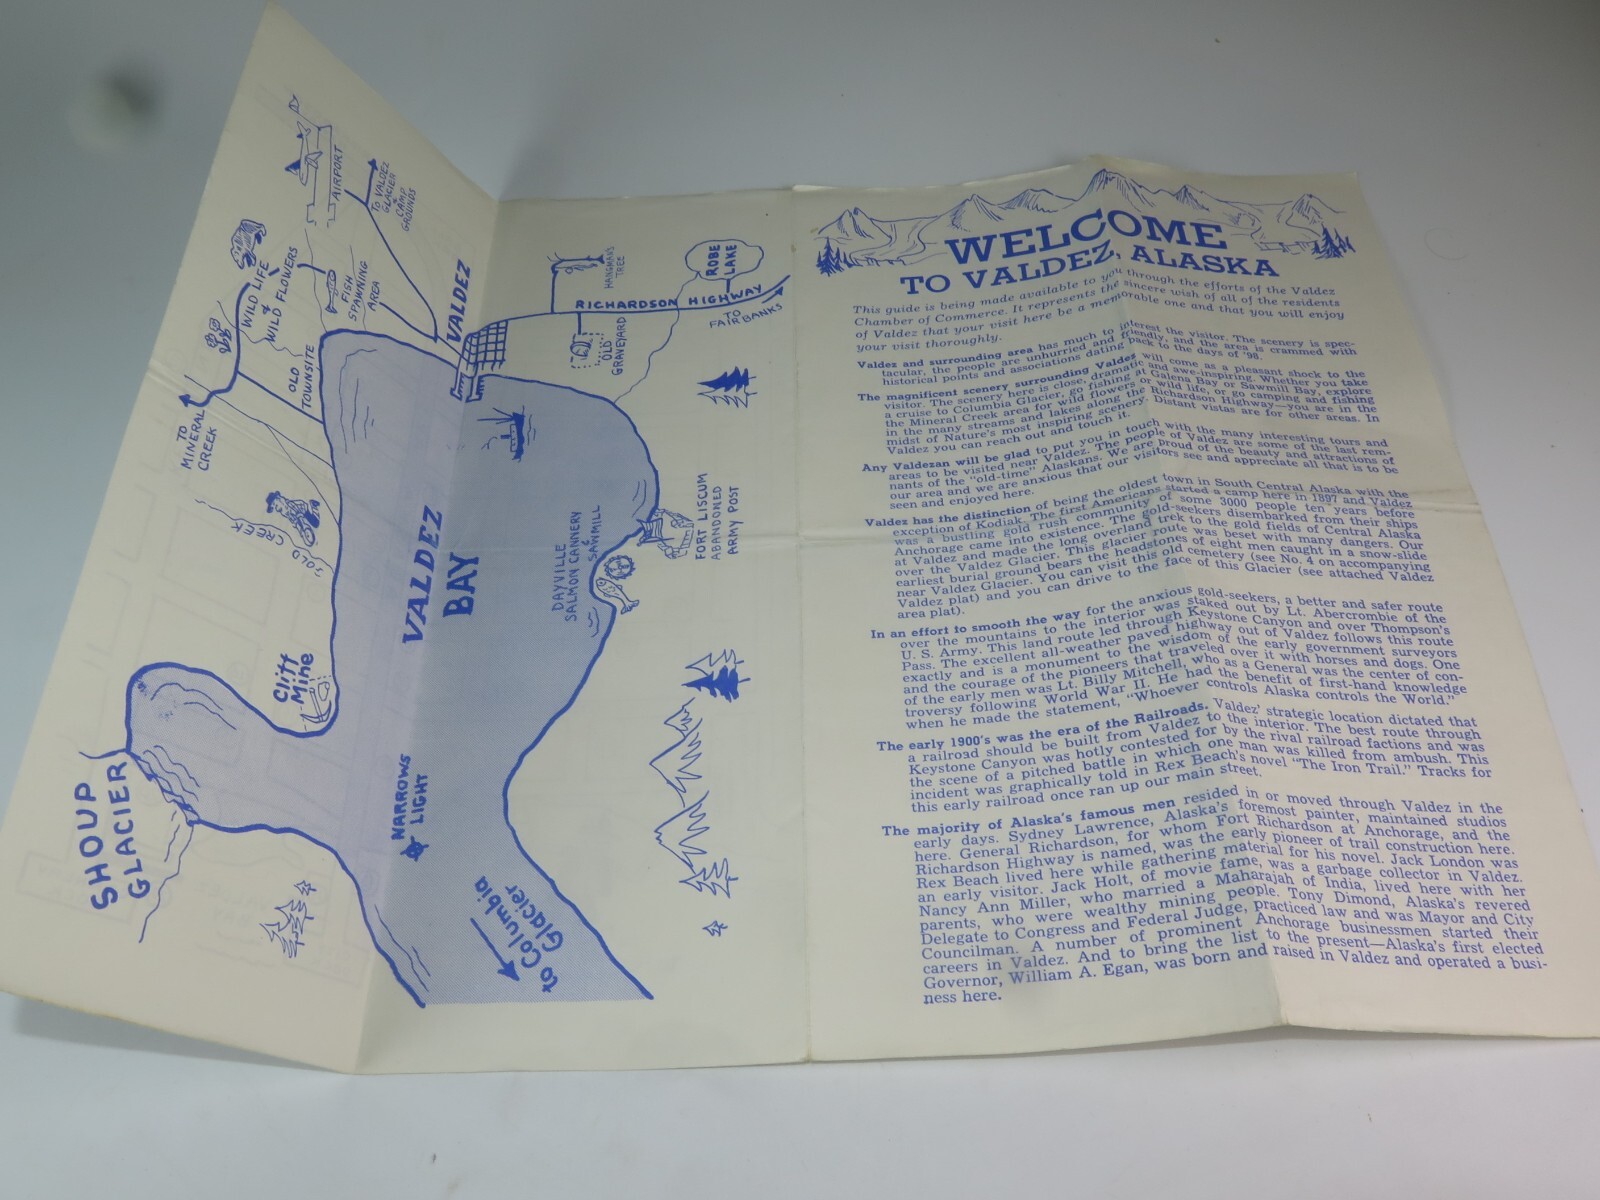 TO VALDEZ
GLACIER
&
CAMP
GROUNDS
AIRPORT
WILD LIFE
&
WILD FLOWERS
FISH
SPAWNING
AREA
VALDEZ
OLD
TOWNSITE
TO
MINERAL
CREEK
GOLD CREEK
HANGMANS
TREE
ROBE
LAKE
RICHARDSON HIGHWAY
TO
FAIRBANKS
OLD
GRAVEYARD
VALDEZ
BAY
DAYVILLE
SALMON CANNERY
&
SAWMILL
FORT LISCUM
ABANDONED
ARMY POST
Cliff
Mine
SHOUP
GLACIER
NARROWS
LIGHT
to Columbia
Glacier
WELCOME
TO VALDEZ, ALASKA
This guide is being made available to you through the efforts of the Valdez
Chamber of Commerce. It represents the sincere wish of all of the residents
of Valdez that your visit here be a memorable one and that you will enjoy
your visit thoroughly.
Valdez and surrounding area has much to interest the visitor. The scenery is spec-
tacular, the people are unhurried and friendly, and the area is crammed with
historical points and associations dating back to the days of '98.
The magnificent scenery surrounding Valdez will come as a pleasant shock to the
visitor. The scenery here is close, dramatic and awe-inspiring. Whether you take
a cruise to Columbia Glacier, go fishing at Galena Bay or Sawmill Bay, explore
the Mineral Creek area for wild flowers or wild life, or go camping and fishing
in the many streams and lakes along the Richardson Highway—you are in the
midst of Nature's most inspiring scenery. Distant vistas are for other areas. In
Valdez you can reach out and touch it.
Any Valdezan will be glad to put you in touch with the many interesting tours and
areas to be visited near Valdez. The people of Valdez are some of the last rem-
nants of the "old-time" Alaskans. We are proud of the beauty and attractions of
our area and we are anxious that our visitors see and appreciate all that is to be
seen and enjoyed here.
Valdez has the distinction of being the oldest town in South Central Alaska with the
exception of Kodiak. The first Americans started a camp here in 1897 and Valdez
was a bustling gold rush community of some 3000 people ten years before
Anchorage came into existence. The gold-seekers disembarked from their ships
at Valdez and made the long overland trek to the gold fields of Central Alaska
over the Valdez Glacier. This glacier route was beset with many dangers. Our
earliest burial ground bears the headstones of eight men caught in a snow-slide
near Valdez Glacier. You can visit this old cemetery (see No. 4 on accompanying
Valdez plat) and you can drive to the face of this Glacier (see attached Valdez
area plat).
In an effort to smooth the way for the anxious gold-seekers, a better and safer route
over the mountains to the interior was staked out by Lt. Abercrombie of the
U. S. Army. This land route led through Keystone Canyon and over Thompson's
Pass. The excellent all-weather paved highway out of Valdez follows this route
exactly and is a monument to the wisdom of the early government surveyors
and the courage of the pioneers that traveled over it with horses and dogs. One
of the early men was Lt. Billy Mitchell, who as a General was the center of con-
troversy following World War II. He had the benefit of first-hand knowledge
when he made the statement, "Whoever controls Alaska controls the World."
The early 1900's was the era of the Railroads. Valdez' strategic location dictated that
a railroad should be built from Valdez to the interior. The best route through
Keystone Canyon was hotly contested for by the rival railroad factions and was
the scene of a pitched battle in which one man was killed from ambush. This
incident was graphically told in Rex Beach's novel "The Iron Trail." Tracks for
this early railroad once ran up our main street.
The majority of Alaska's famous men resided in or moved through Valdez in the
early days. Sydney Lawrence, Alaska's foremost painter, maintained studios
here. General Richardson, for whom Fort Richardson at Anchorage, and the
Richardson Highway is named, was the early pioneer of trail construction here.
Rex Beach lived here while gathering material for his novel. Jack London was
an early visitor. Jack Holt, of movie fame, was a garbage collector in Valdez.
Nancy Ann Miller, who married a Maharajah of India, lived here with her
parents, who were wealthy mining people. Tony Dimond, Alaska's revered
Delegate to Congress and Federal Judge, practiced law and was Mayor and City
Councilman. A number of prominent Anchorage businessmen started their
careers in Valdez. And to bring the list to the present—Alaska's first elected
Governor, William A. Egan, was born and raised in Valdez and operated a busi-
ness here.